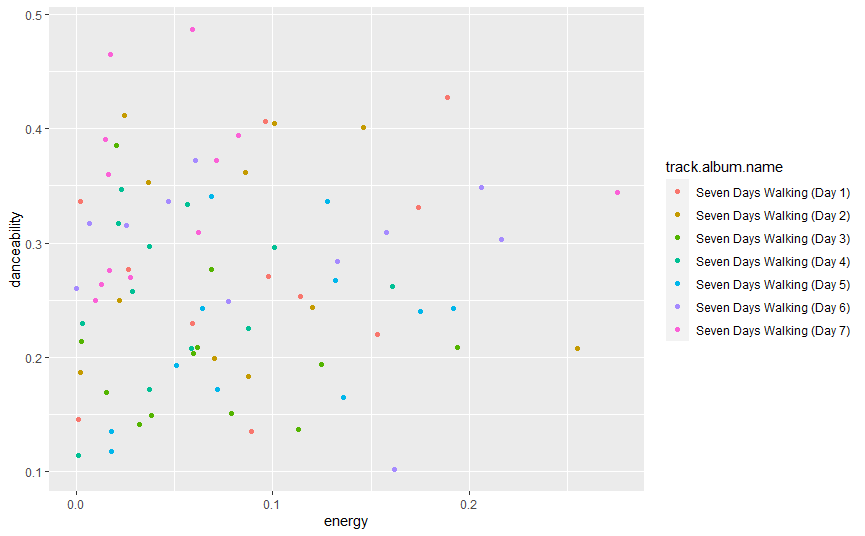 0.5
0.4
0.3
0.2
0.1
danceability
0.0
0.1
0.2
energy
track.album.name
Seven Days Walking (Day 1)
Seven Days Walking (Day 2)
Seven Days Walking (Day 3)
Seven Days Walking (Day 4)
Seven Days Walking (Day 5)
Seven Days Walking (Day 6)
Seven Days Walking (Day 7)